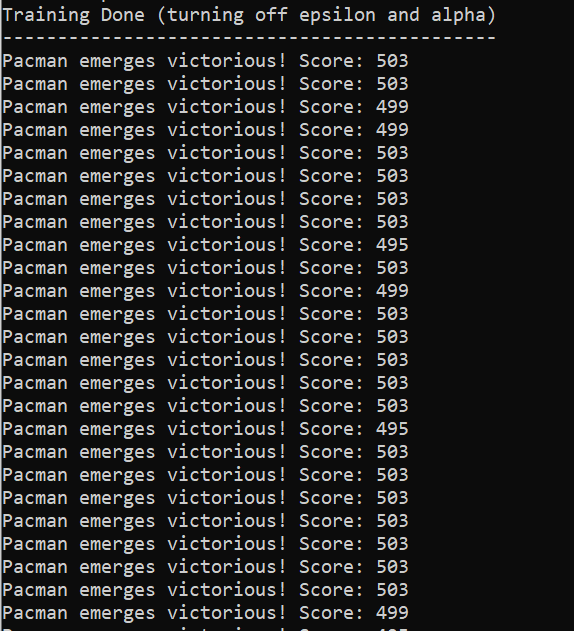 Training Done (turning off epsilon and alpha)
---------------------------------------------
Pacman emerges victorious! Score: 503
Pacman emerges victorious! Score: 503
Pacman emerges victorious! Score: 499
Pacman emerges victorious! Score: 499
Pacman emerges victorious! Score: 503
Pacman emerges victorious! Score: 503
Pacman emerges victorious! Score: 503
Pacman emerges victorious! Score: 503
Pacman emerges victorious! Score: 495
Pacman emerges victorious! Score: 503
Pacman emerges victorious! Score: 499
Pacman emerges victorious! Score: 503
Pacman emerges victorious! Score: 503
Pacman emerges victorious! Score: 503
Pacman emerges victorious! Score: 503
Pacman emerges victorious! Score: 503
Pacman emerges victorious! Score: 495
Pacman emerges victorious! Score: 503
Pacman emerges victorious! Score: 503
Pacman emerges victorious! Score: 503
Pacman emerges victorious! Score: 503
Pacman emerges victorious! Score: 503
Pacman emerges victorious! Score: 503
Pacman emerges victorious! Score: 503
Pacman emerges victorious! Score: 499